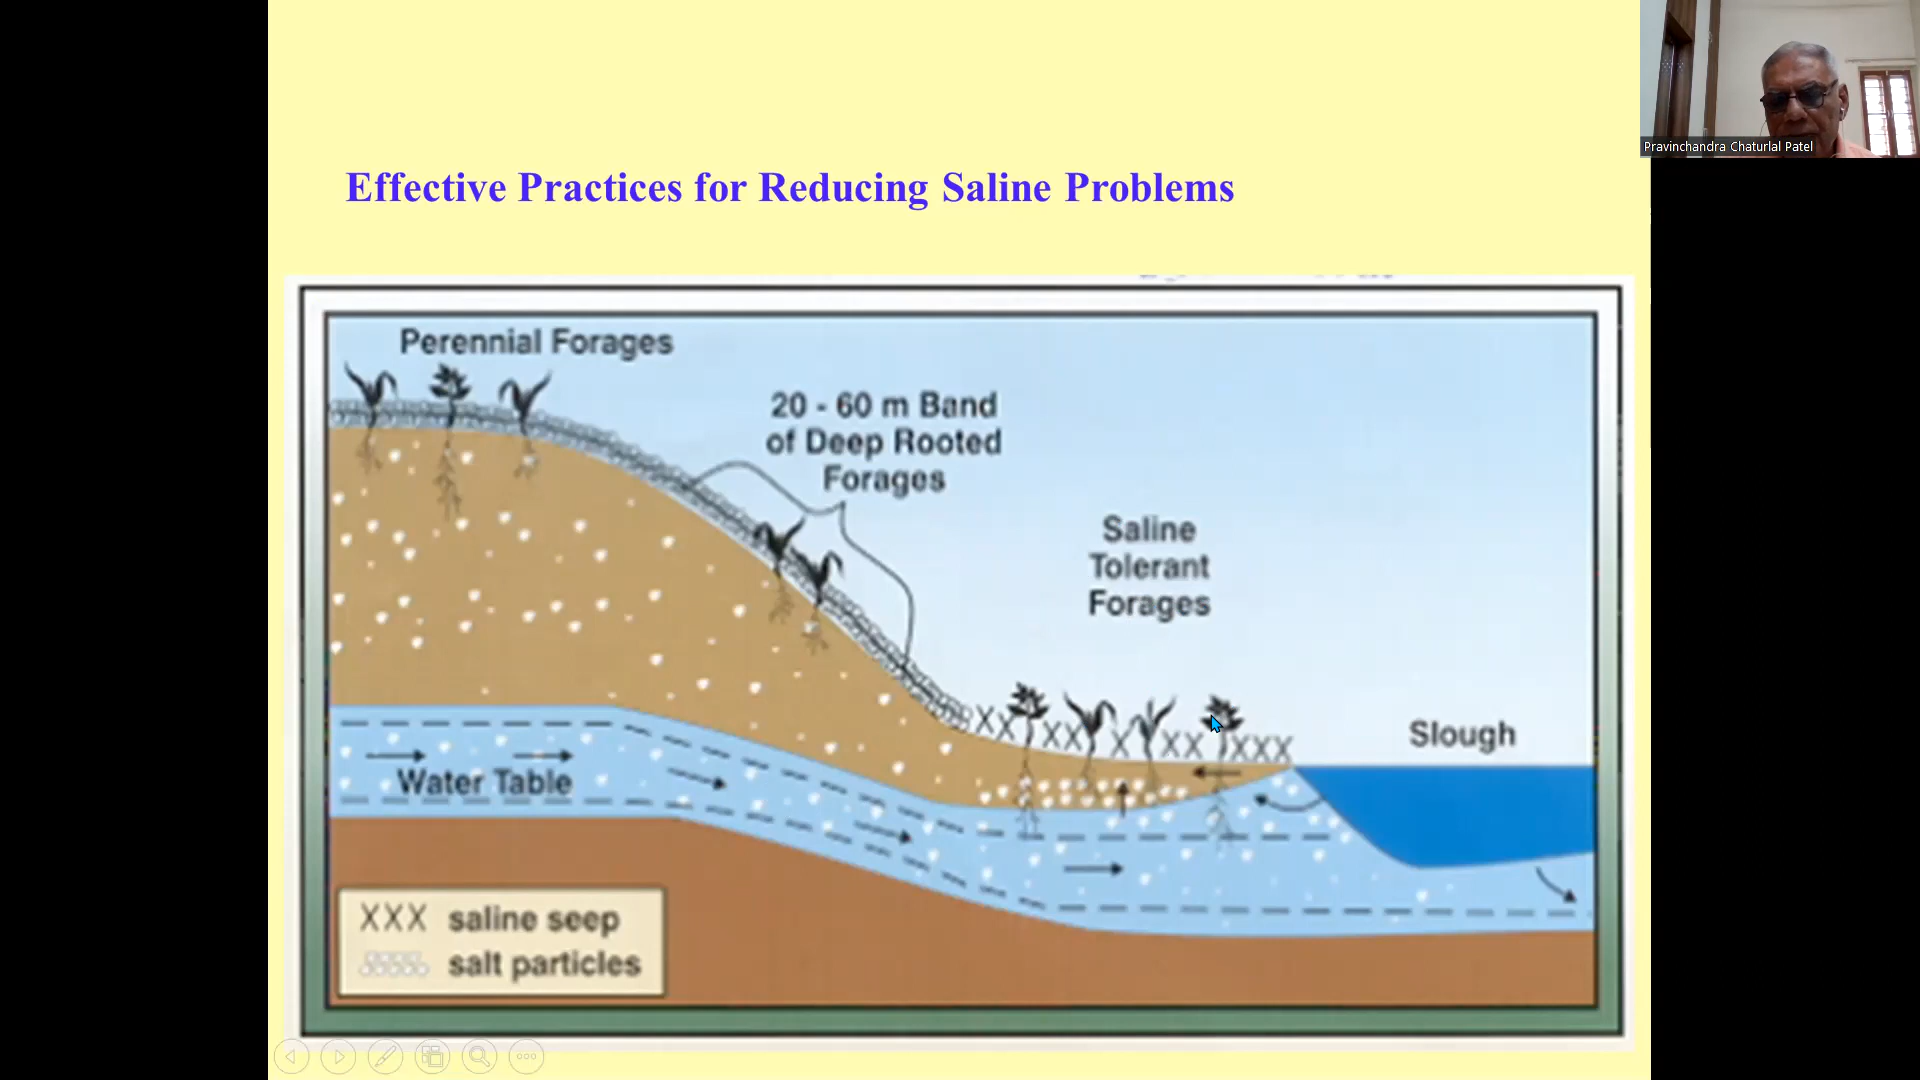 Pravinchandra Chaturlal Patel
Effective Practices for Reducing Saline Problems
Perennial Forages
20 - 60 m Band
of Deep Rooted
Forages
Saline
Tolerant
Forages
Slough
Water Table
XXX saline seep
salt particles